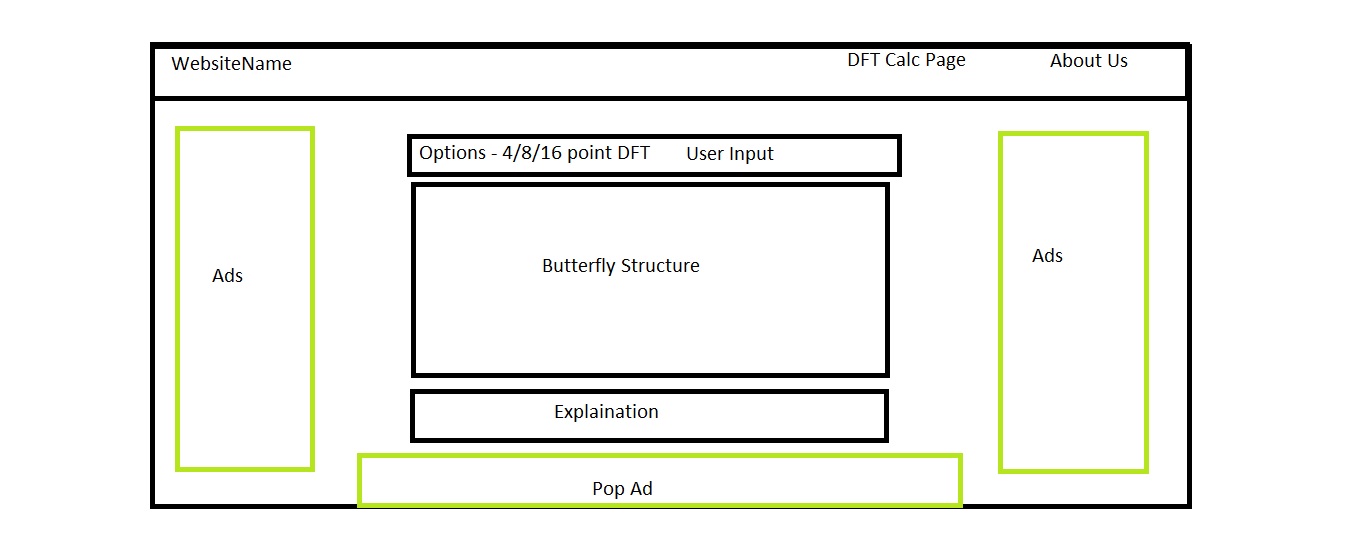 WebsiteName
DFT Calc Page
About Us
Options - 4/8/16 point DFT
User Input
Ads
Butterfly Structure
Ads
Explaination
Pop Ad